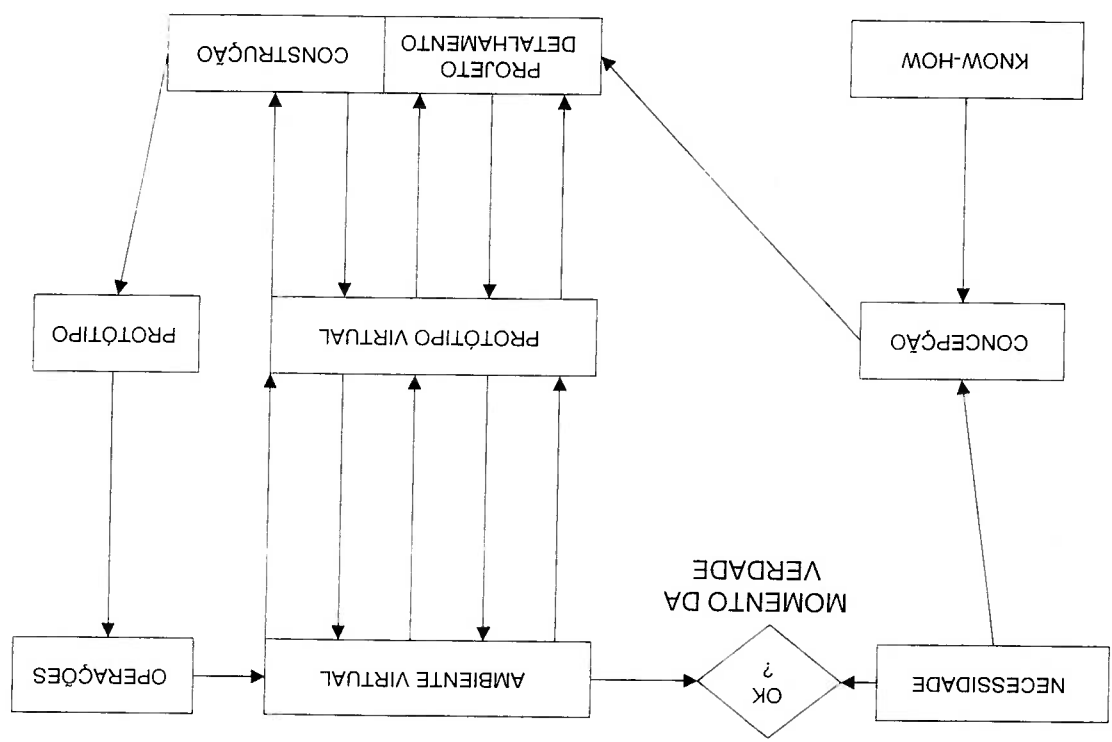 NECESSIDADE
OK
?
MOMENTO DA
VERDADE
AMBIENTE VIRTUAL
OPERAÇÕES
CONCEPÇÃO
PROTÓTIPO VIRTUAL
PROTÓTIPO
KNOW-HOW
PROJETO
DETALHAMENTO
CONSTRUÇÃO